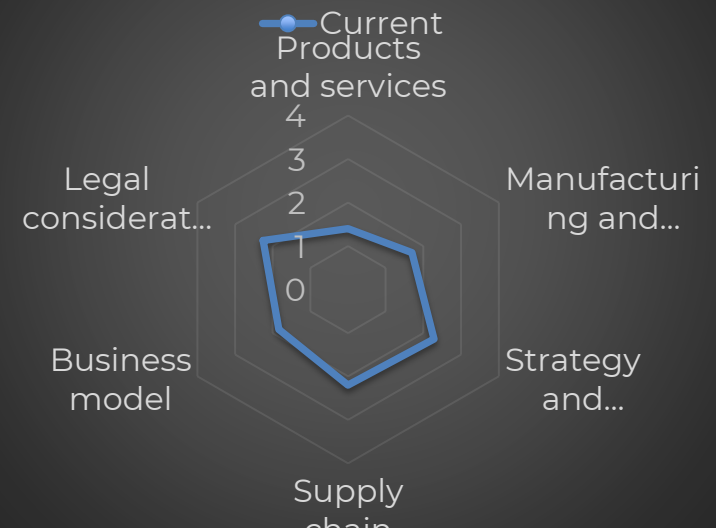 Current
Products
and services
4
3
2
1
0
Manufacturi
ng and...
Strategy
and...
Supply
chain
Business
model
Legal
considerat...